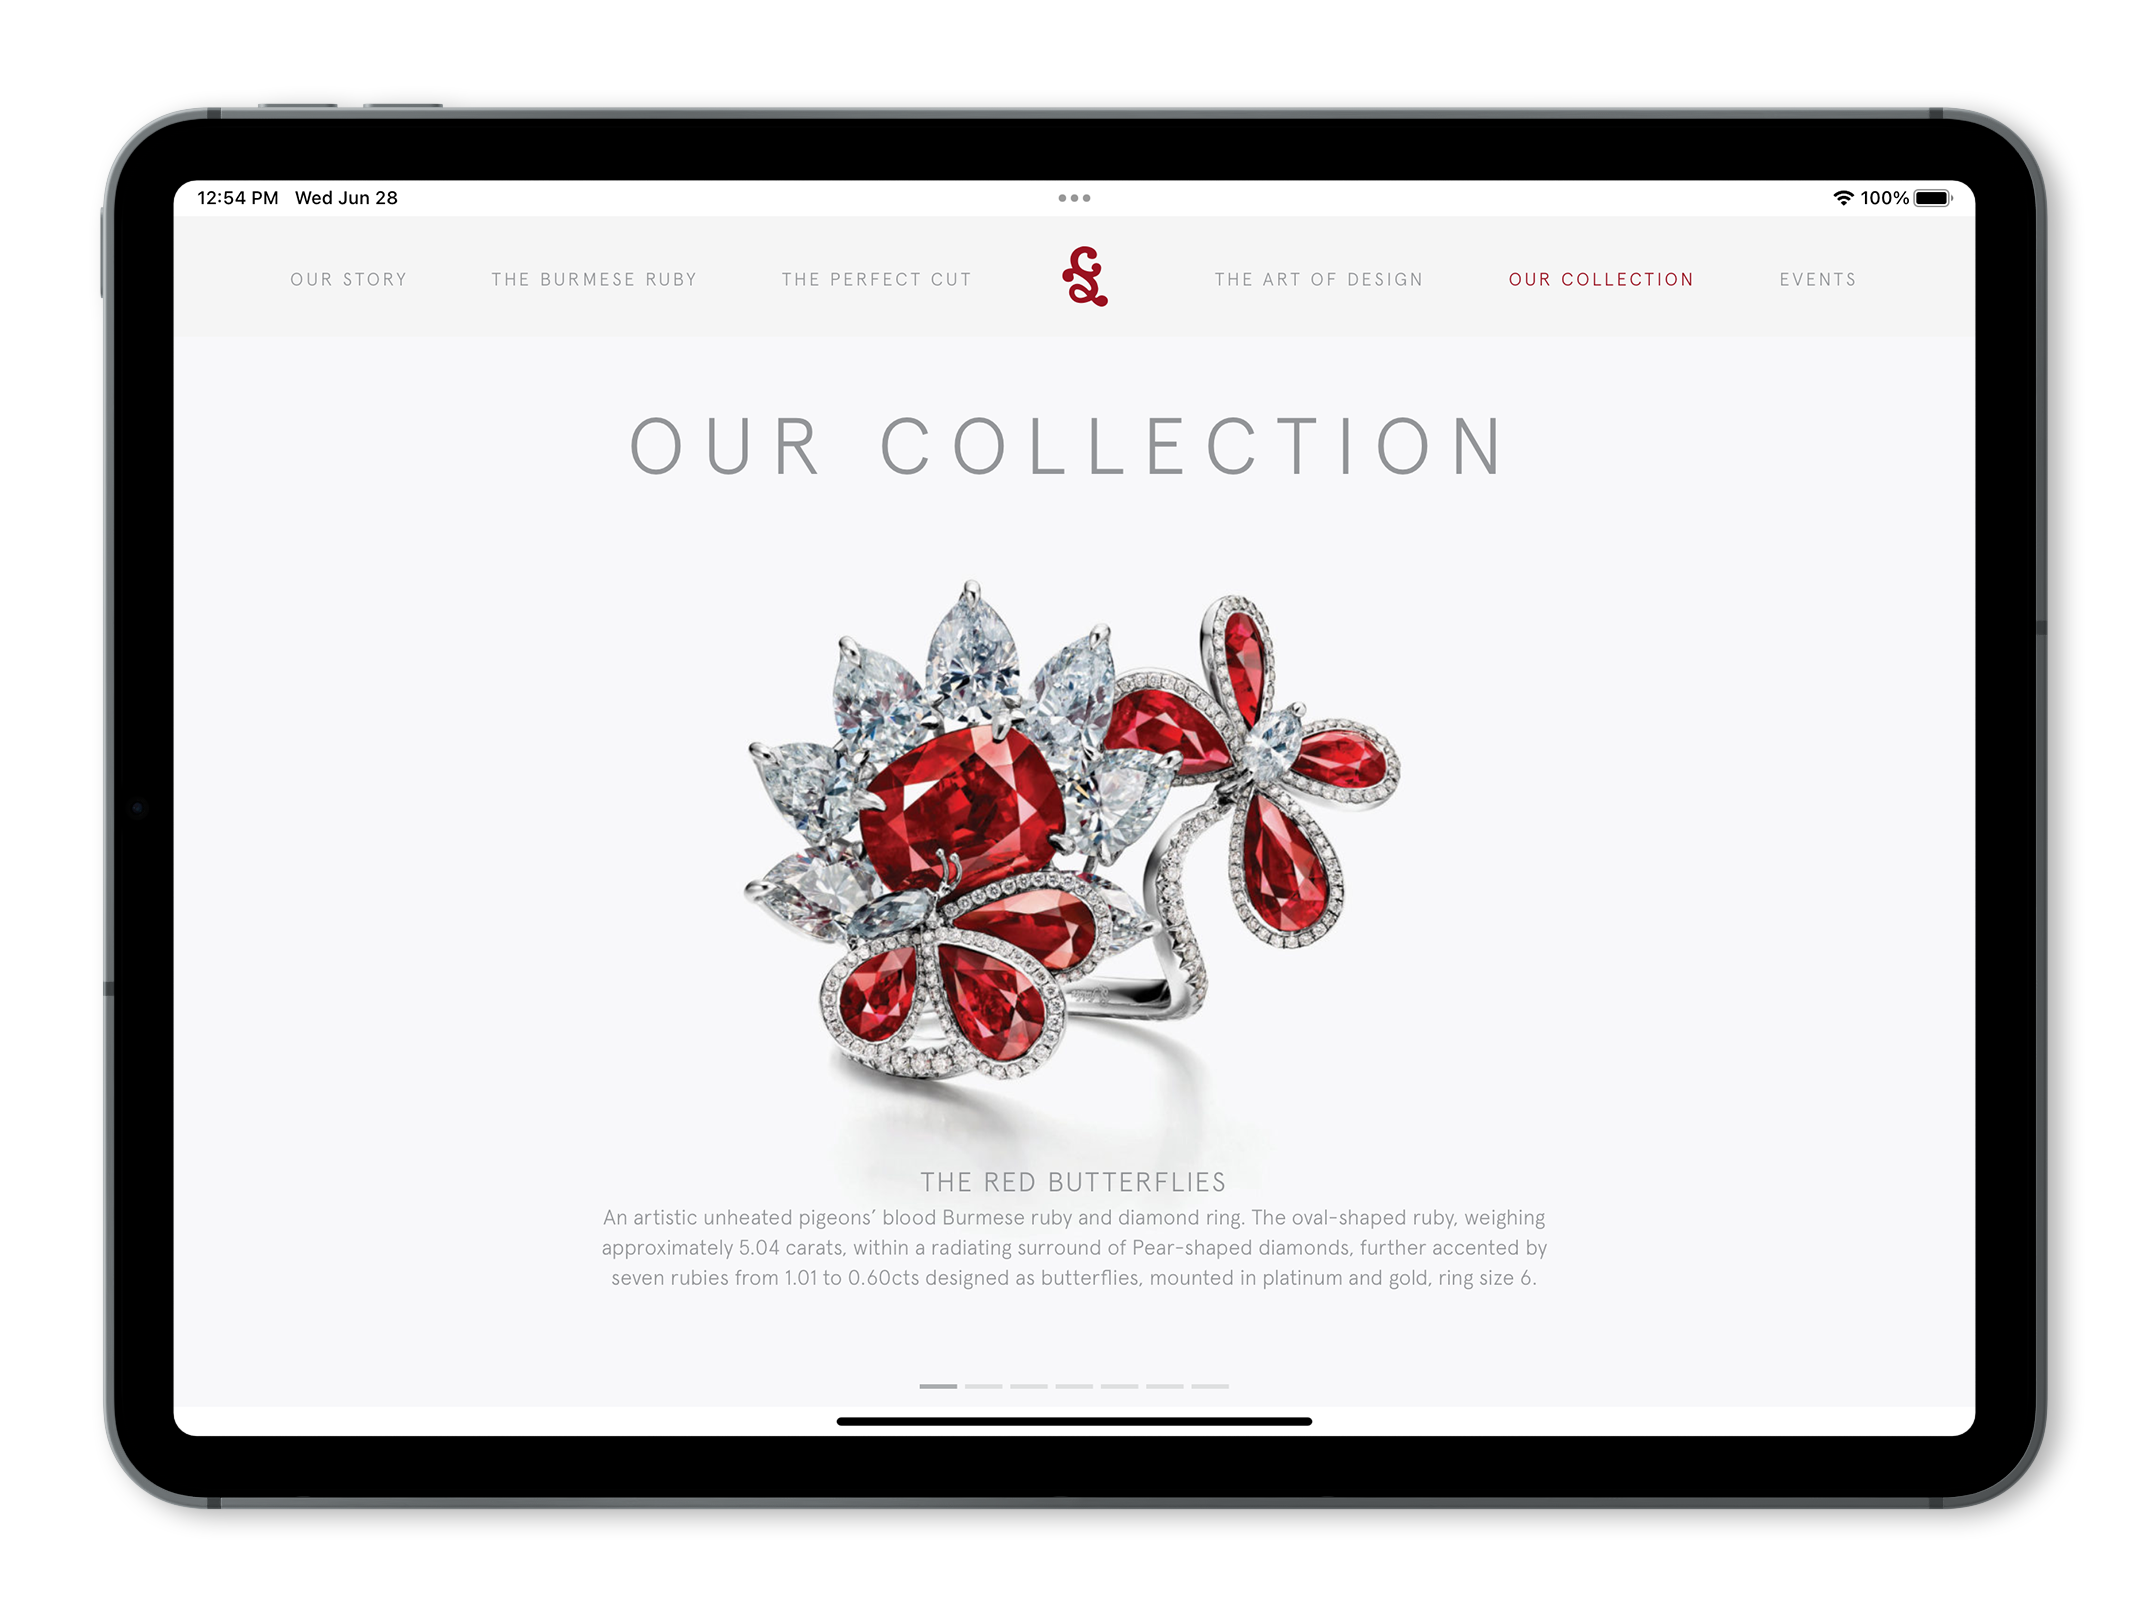 12:54 PM Wed Jun 28
100%
OUR STORY THE BURMESE RUBY THE PERFECT CUT THE ART OF DESIGN OUR COLLECTION EVENTS
OUR COLLECTION
THE RED BUTTERFLIES
An artistic unheated pigeons’ blood Burmese ruby and diamond ring. The oval-shaped ruby, weighing
approximately 5.04 carats, within a radiating surround of Pear-shaped diamonds, further accented by
seven rubies from 1.01 to 0.60cts designed as butterflies, mounted in platinum and gold, ring size 6.